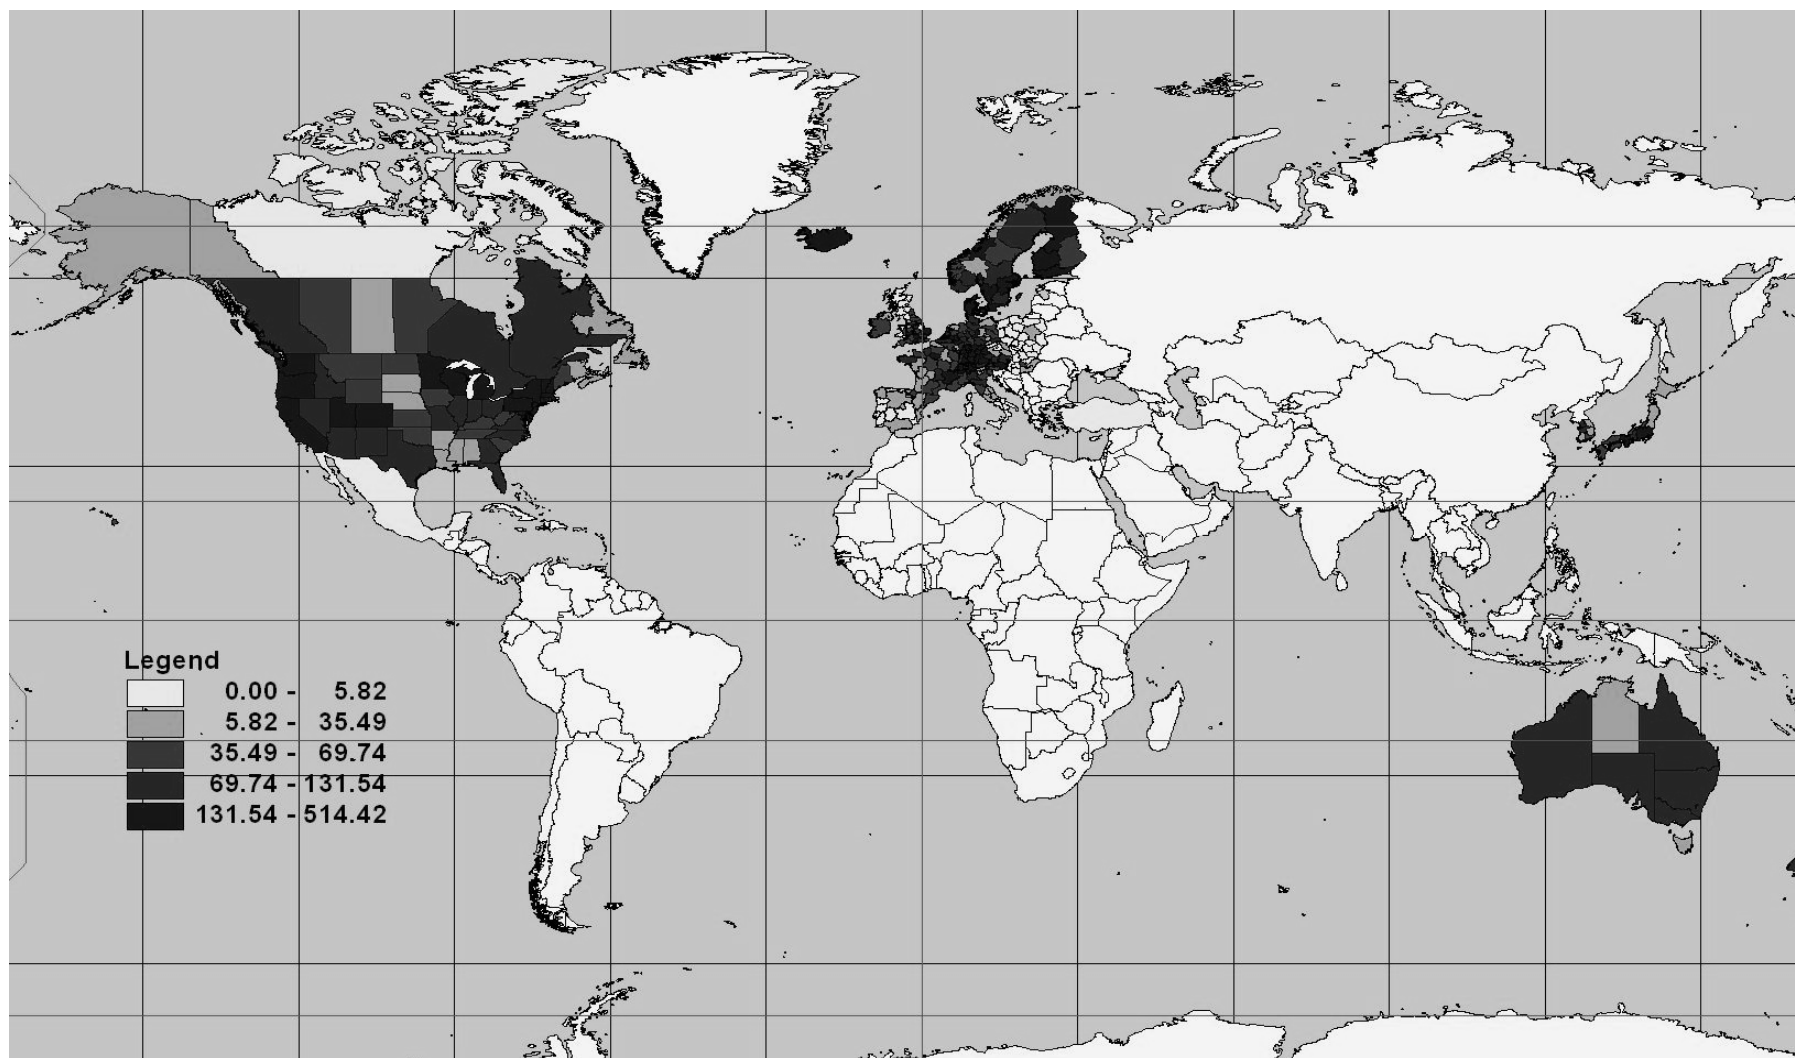 Legend
0.00 - 5.82
5.82 - 35.49
35.49 - 69.74
69.74 - 131.54
131.54 - 514.42